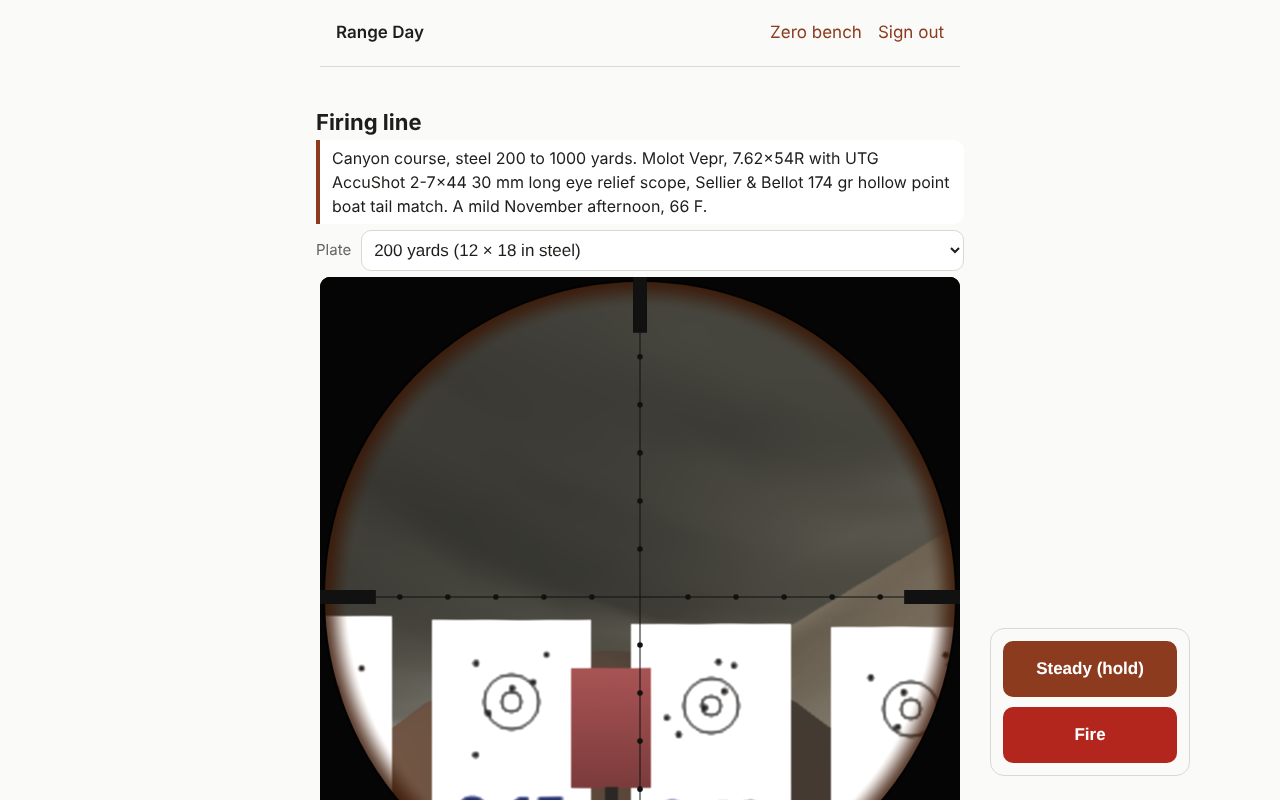 Range Day
Zero bench
Sign out
Firing line
Canyon course, steel 200 to 1000 yards. Molot Vepr, 7.62×54R with UTG
AccuShot 2-7×44 30 mm long eye relief scope, Sellier & Bellot 174 gr hollow point
boat tail match. A mild November afternoon, 66 F.
Plate
200 yards (12 × 18 in steel)
Steady (hold)
Fire